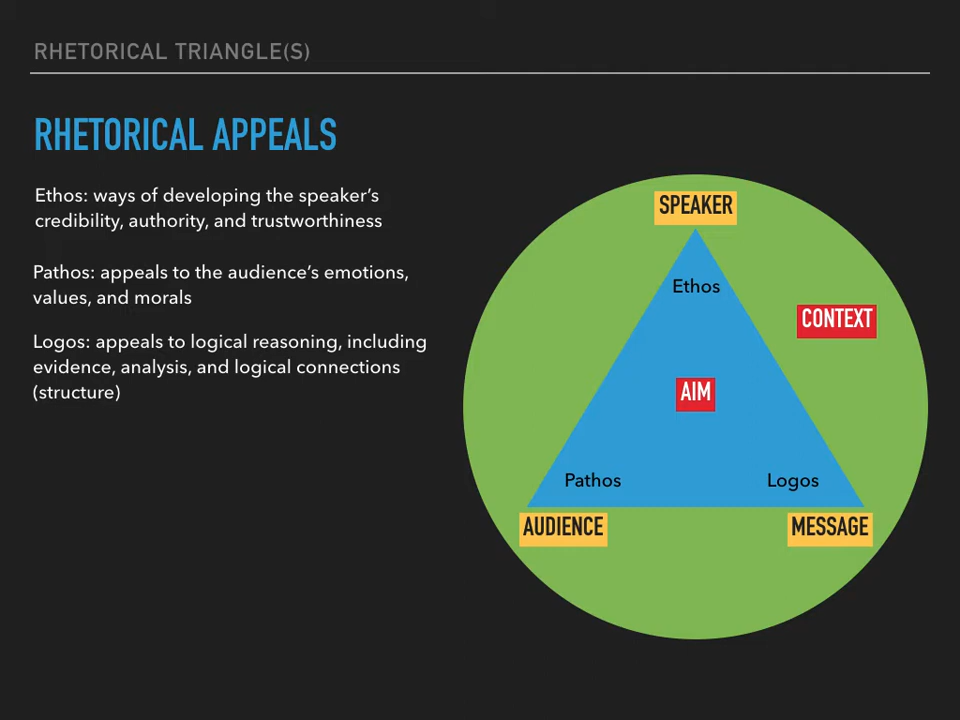 RHETORICAL TRIANGLE(S)
RHETORICAL APPEALS
Ethos: ways of developing the speaker’s
credibility, authority, and trustworthiness
Pathos: appeals to the audience’s emotions,
values, and morals
Logos: appeals to logical reasoning, including
evidence, analysis, and logical connections
(structure)
SPEAKER
Ethos
CONTEXT
AIM
Pathos
Logos
AUDIENCE
MESSAGE